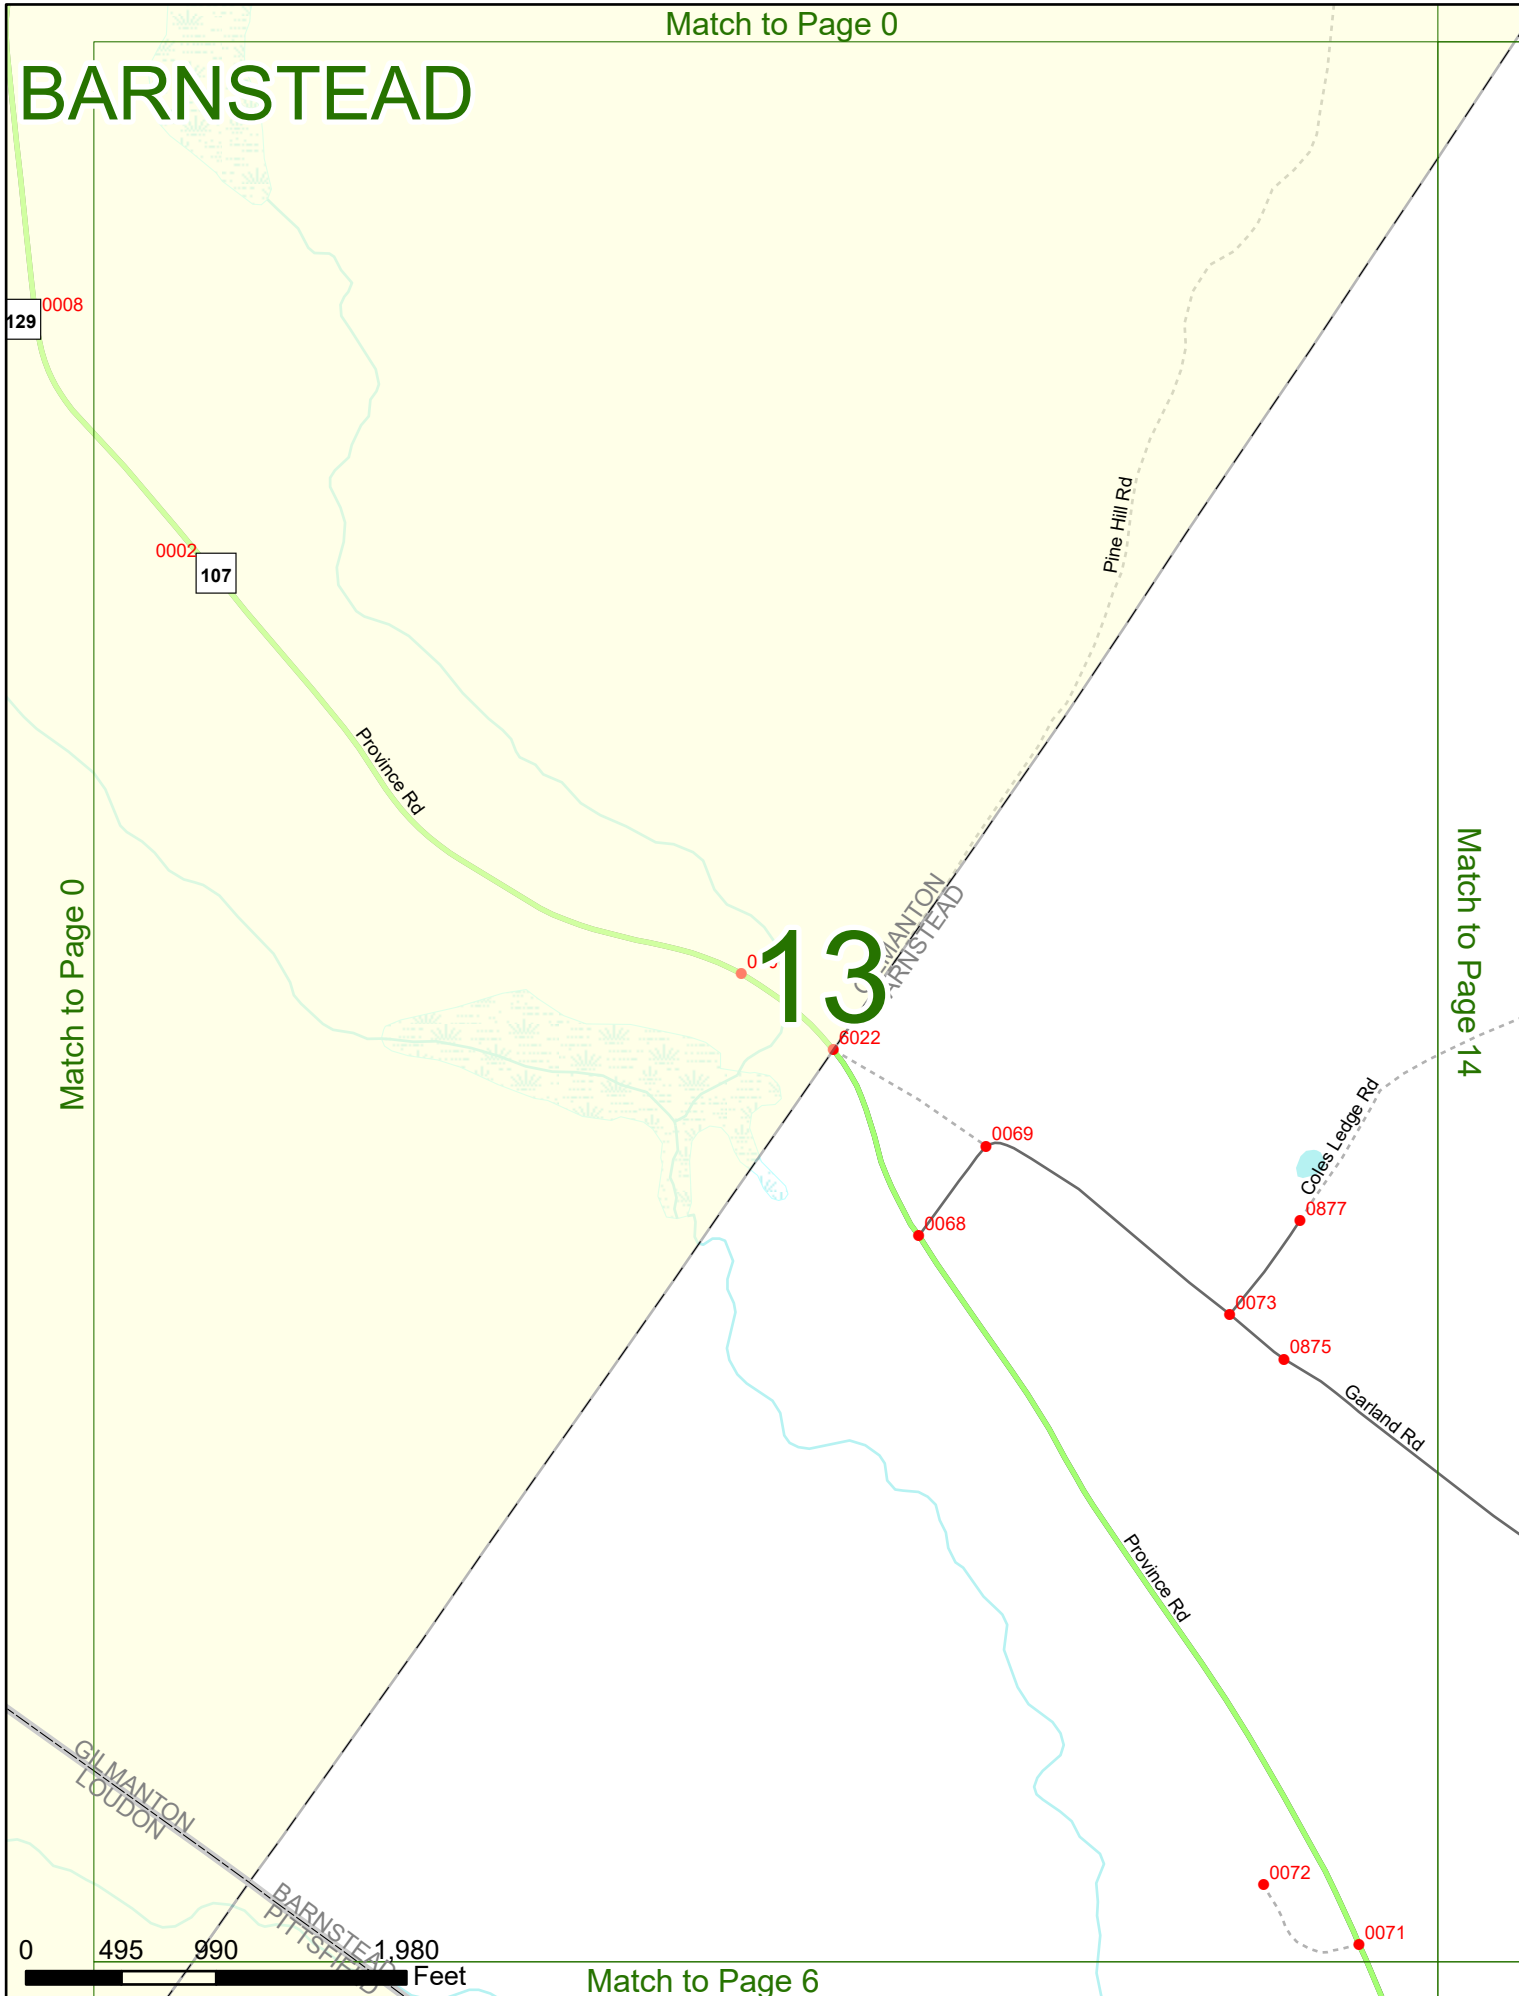 Match to Page 0
BARNSTEAD
0008
129
Pine Hill Rd
0002
107
Province Rd
Match to Page 0
Match to Page 14
BARNSTEAD
13
6022
Coles Ledge Rd
0069
0877
0068
0073
0875
Garland Rd
Province Rd
GILMANTON
LOUDON
0072
BARNSTEAD
PITTSFIELD
0071
0 495 990 1,980
Feet
Match to Page 6